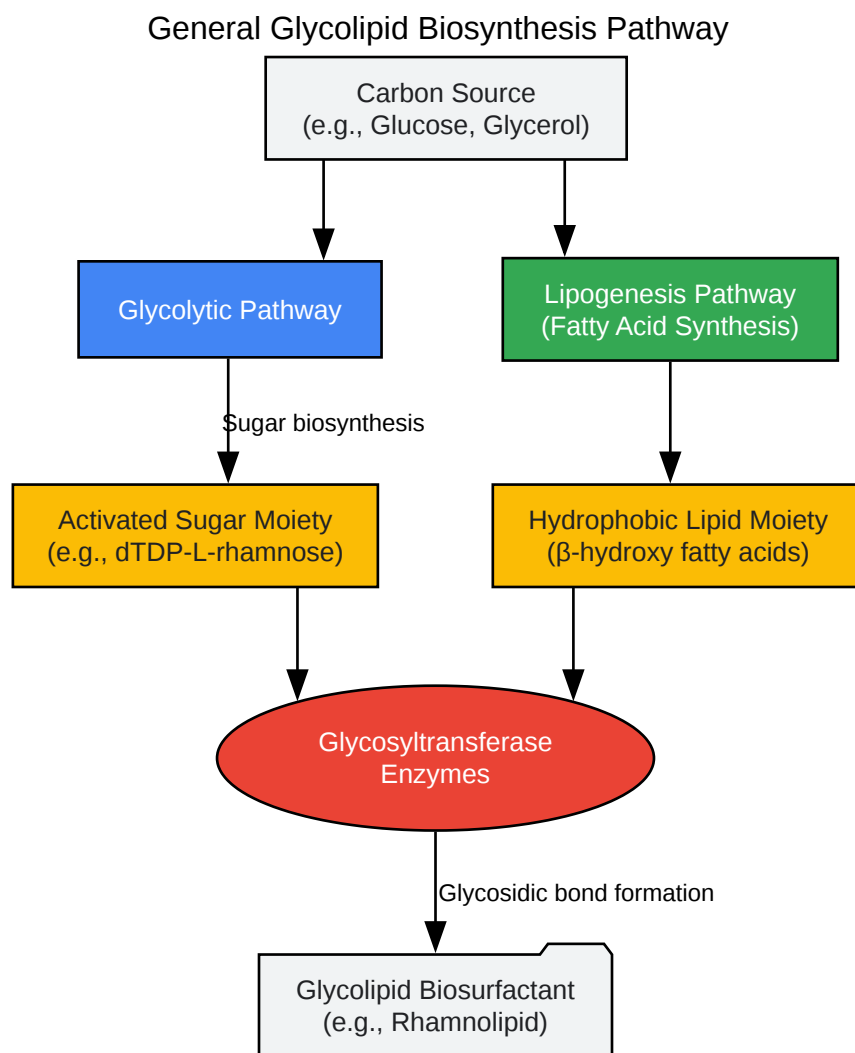 General Glycolipid Biosynthesis Pathway
Carbon Source
(e.g., Glucose, Glycerol)
Glycolytic Pathway
Lipogenesis Pathway
(Fatty Acid Synthesis)
Sugar biosynthesis
Activated Sugar Moiety
(e.g., dTDP-L-rhamnose)
Hydrophobic Lipid Moiety
(β-hydroxy fatty acids)
Glycosyltransferase
Enzymes
Glycosidic bond formation
Glycolipid Biosurfactant
(e.g., Rhamnolipid)